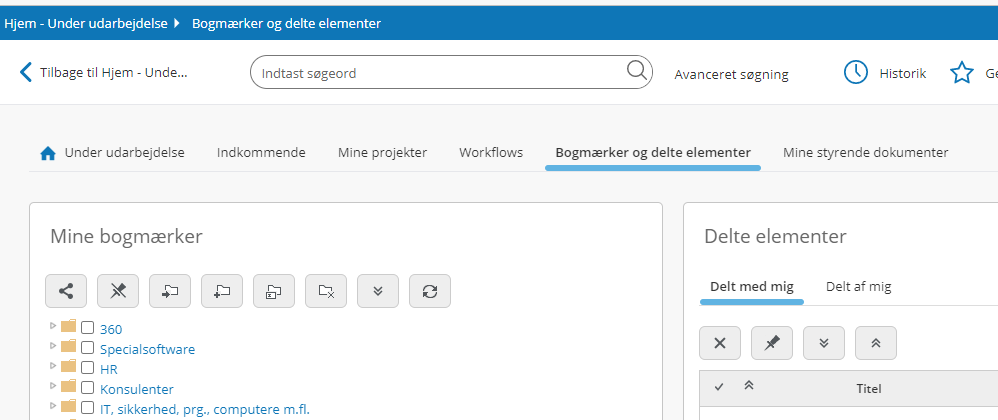 Hjem - Under udarbejdelse Bogmærker og delte elementer
Tilbage til Hjem - Unde...
Indtast søgeord
Avanceret søgning
Historik
Under udarbejdelse
Indkommende
Mine projekter
Workflows
Bogmærker og delte elementer
Mine styrende dokumenter
Mine bogmærker
360
Specialsoftware
HR
Konsulenter
IT, sikkerhed, prg., computere m.fl.
Delte elementer
Delt med mig
Delt af mig
Titel